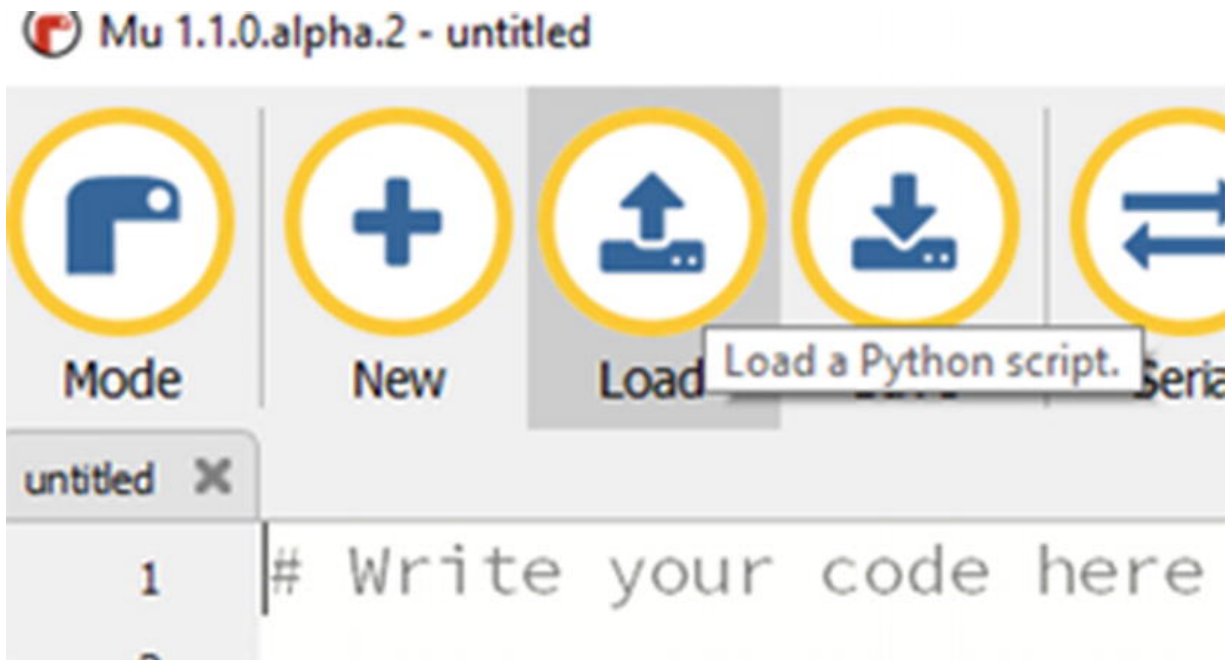 Mu 1.1.0.alpha.2 - untitled
Mode New Load Load a Python script. Seria
untitled
1 # Write your code here